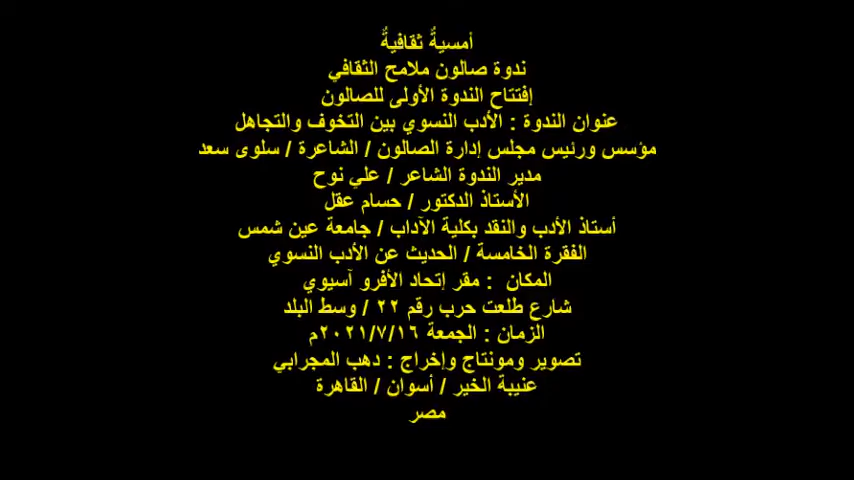 أمسيةٌ ثقافيةٌ
ندوة صالون ملامح الثقافي
إفتتاح الندوة الأولى للصالون
عنوان الندوة : الأدب النسوي بين التخوف والتجاهل
مؤسس ورئيس مجلس إدارة الصالون / الشاعرة / سلوى سعد
مدير الندوة الشاعر / علي نوح
الأستاذ الدكتور / حسام عقل
أستاذ الأدب والنقد بكلية الآداب / جامعة عين شمس
الفقرة الخامسة / الحديث عن الأدب النسوي
المكان : مقر إتحاد الأفرو آسيوي
شارع طلعت حرب رقم ٢٢ / وسط البلد
الزمان : الجمعة ٢٠٢١/٧/١٦م
تصوير ومونتاج وإخراج : دهب المجرابي
عنيبة الخير / أسوان / القاهرة
مصر